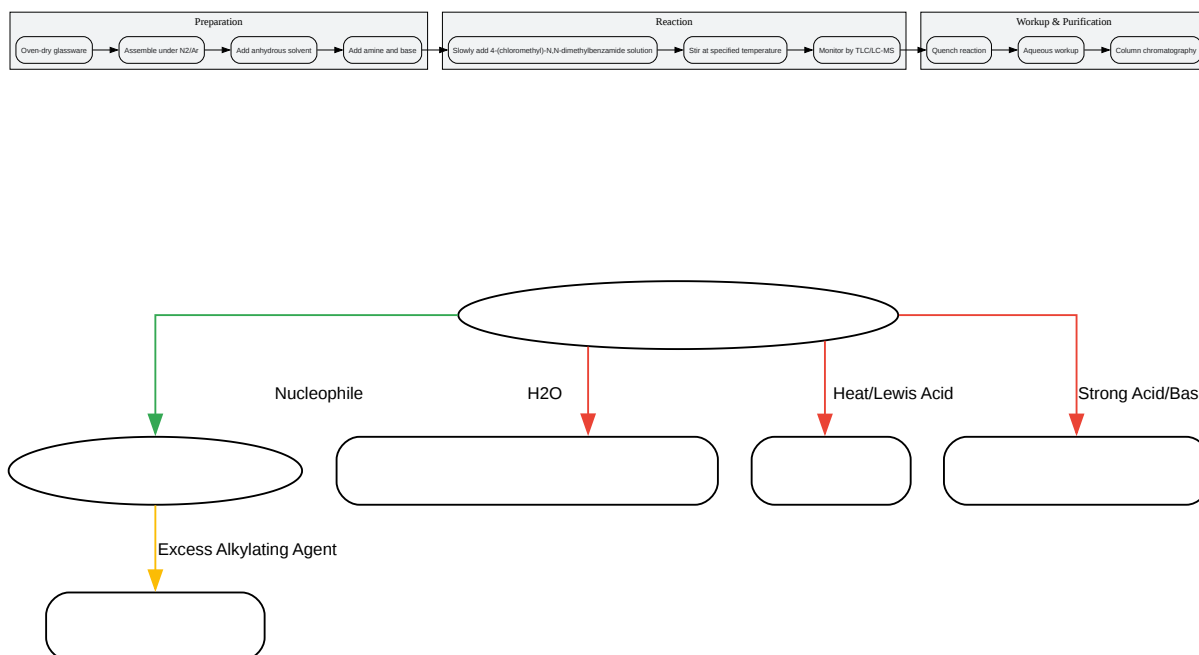 Preparation
Reaction
Workup & Purification
Oven-dry glassware
Assemble under N2/Ar
Add anhydrous solvent
Add amine and base
Slowly add 4-(chloromethyl)-N,N-dimethylbenzamide solution
Stir at specified temperature
Monitor by TLC/LC-MS
Quench reaction
Aqueous workup
Column chromatography
Nucleophile
H2O
Heat/Lewis Acid
Strong Acid/Bas
Excess Alkylating Agent